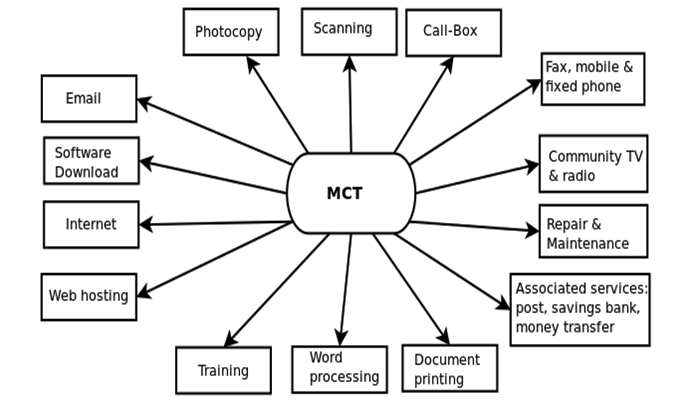 Photocopy
Scanning
Call-Box
Fax, mobile &
fixed phone
Email
Software
Download
Community TV
& radio
MCT
Internet
Repair &
Maintenance
Web hosting
Associated services:
post, savings bank,
money transfer
Training
Word
processing
Document
printing